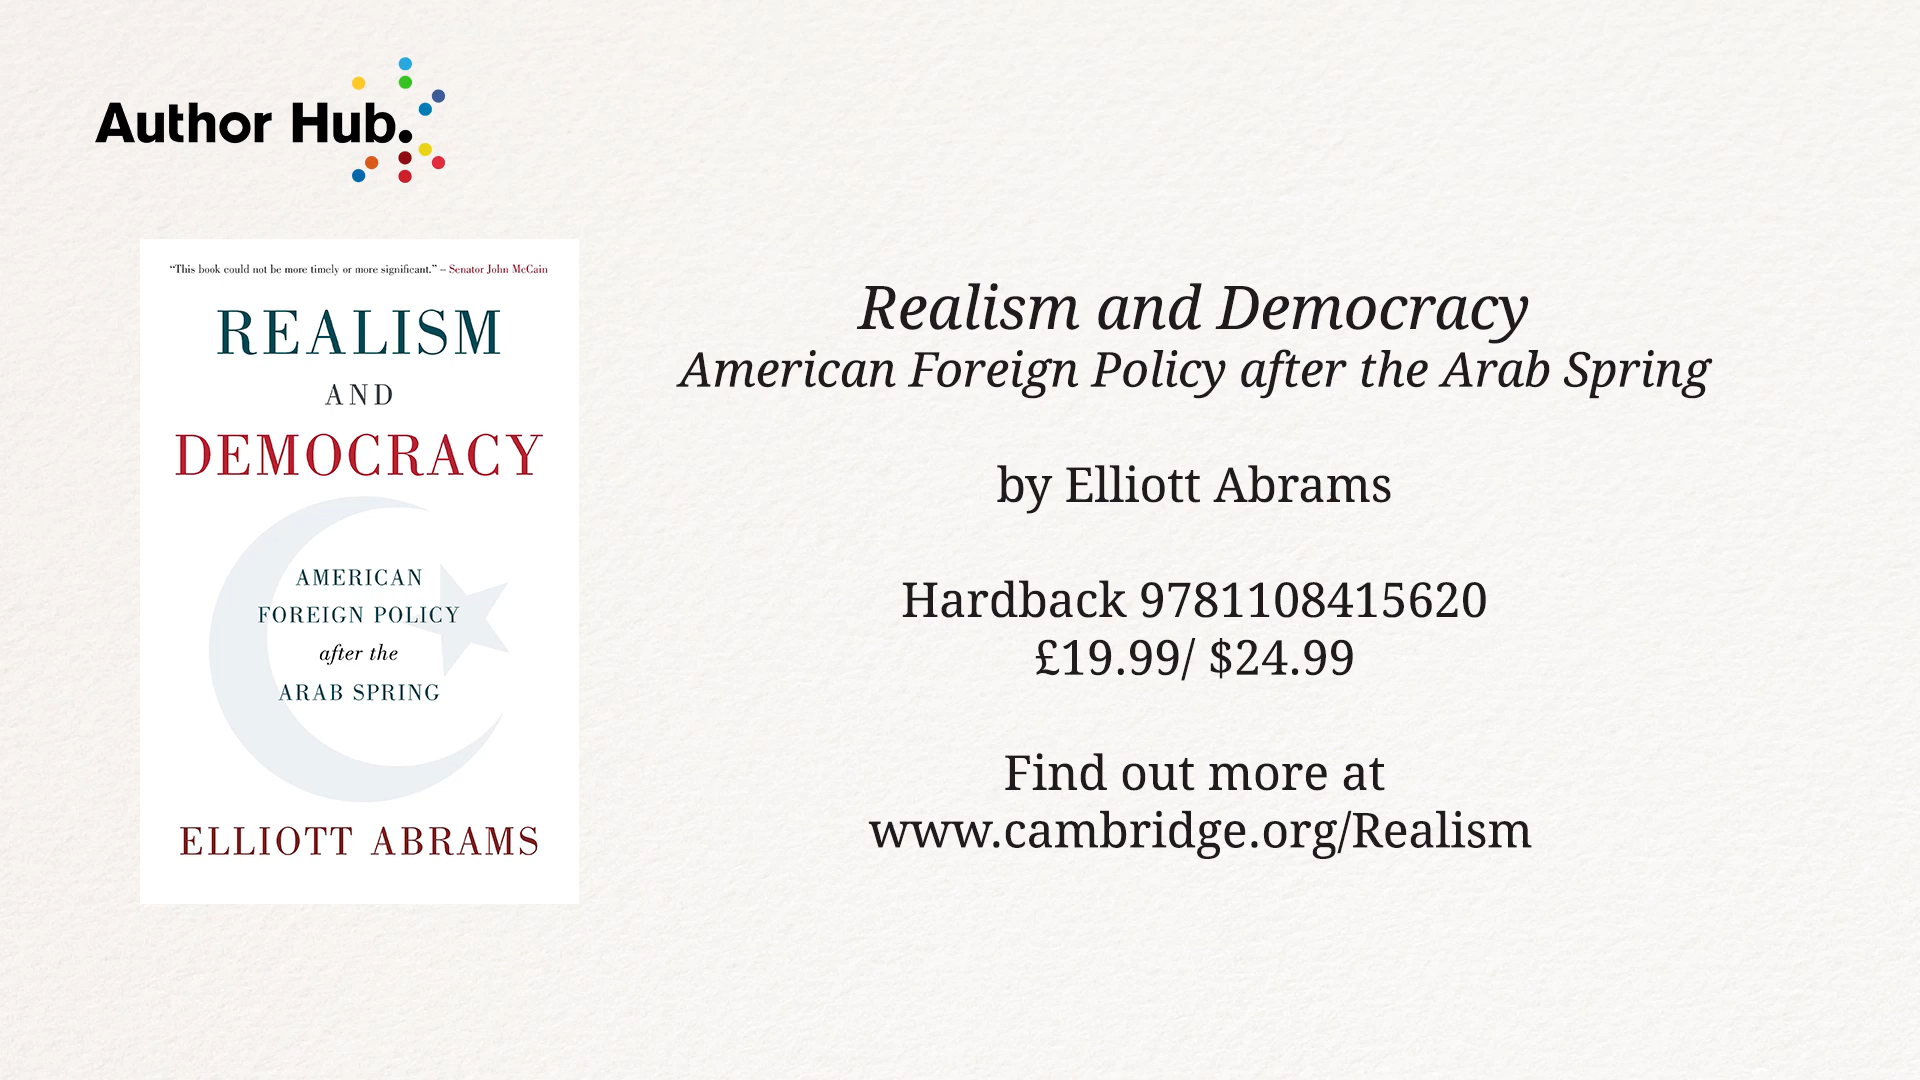 Author Hub.
“This book could not be more timely or more significant.” – Senator John McCain
REALISM
AND
DEMOCRACY
AMERICAN
FOREIGN POLICY
after the
ARAB SPRING
ELLIOTT ABRAMS
Realism and Democracy
American Foreign Policy after the Arab Spring
by Elliott Abrams
Hardback 9781108415620
£19.99/ $24.99
Find out more at
www.cambridge.org/Realism